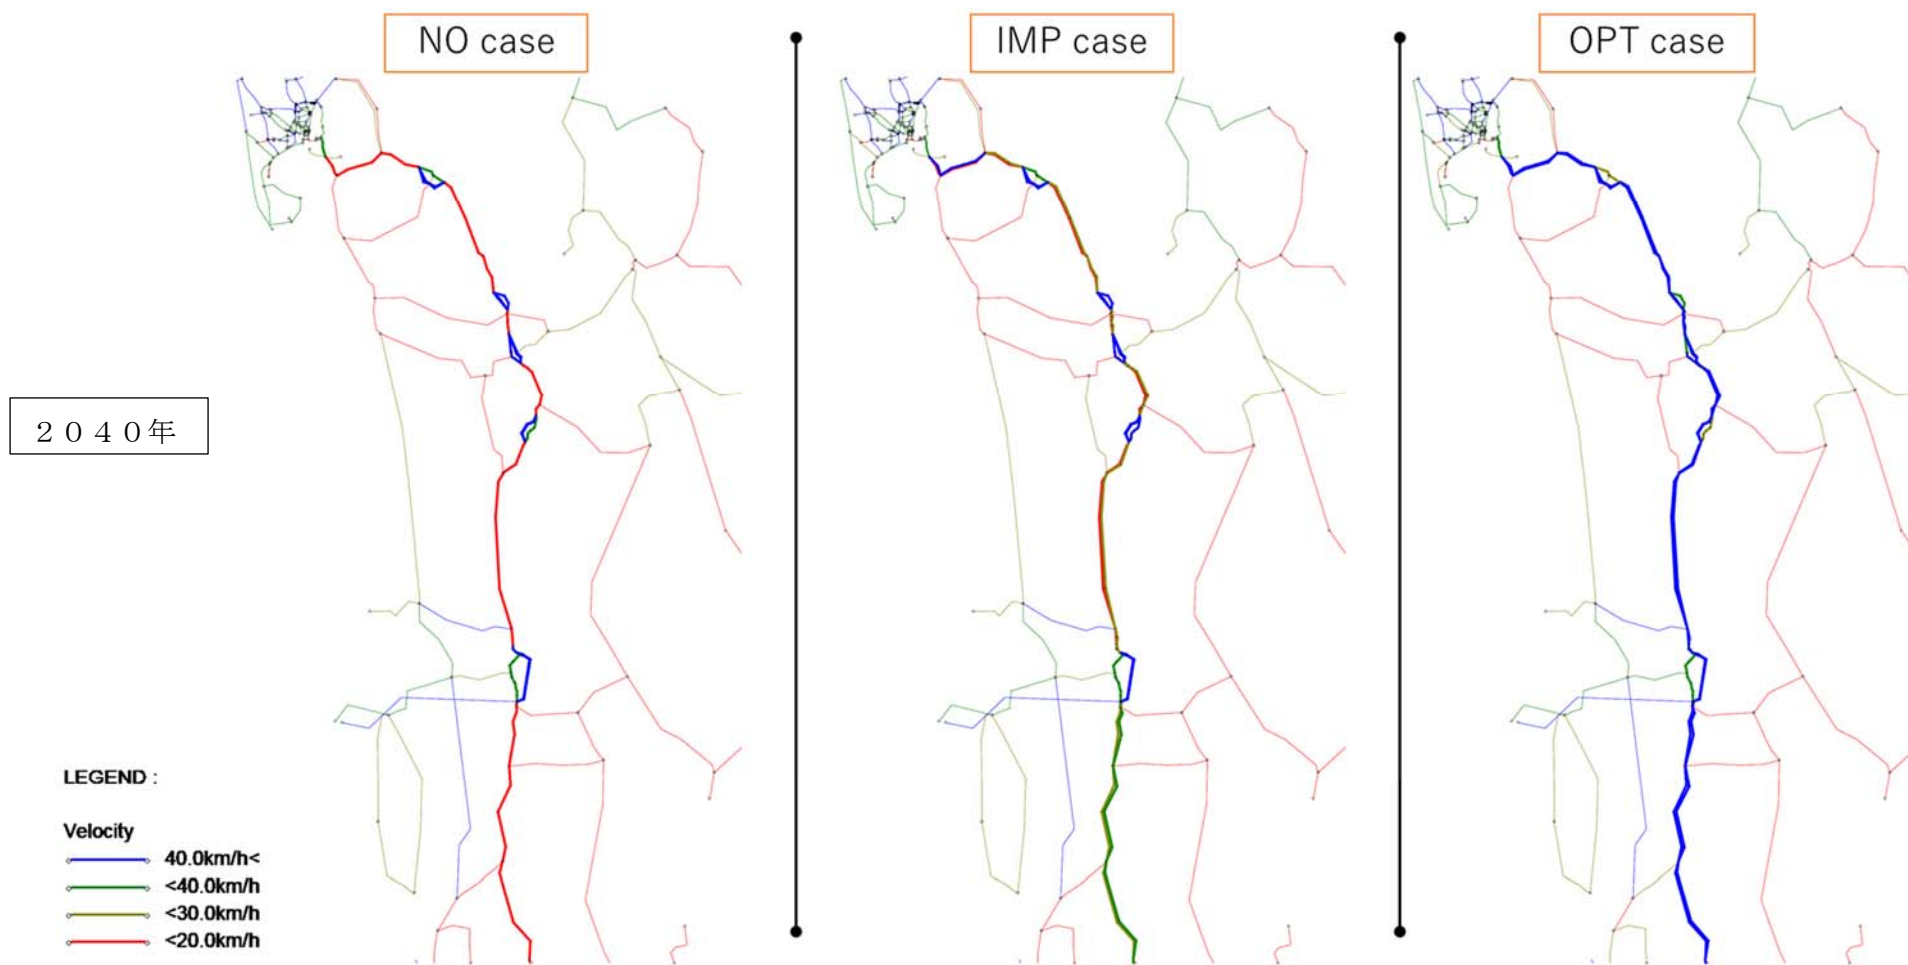 NO case
IMP case
OPT case
２０４０年
LEGEND :
Velocity
40.0km/h<
<40.0km/h
<30.0km/h
<20.0km/h